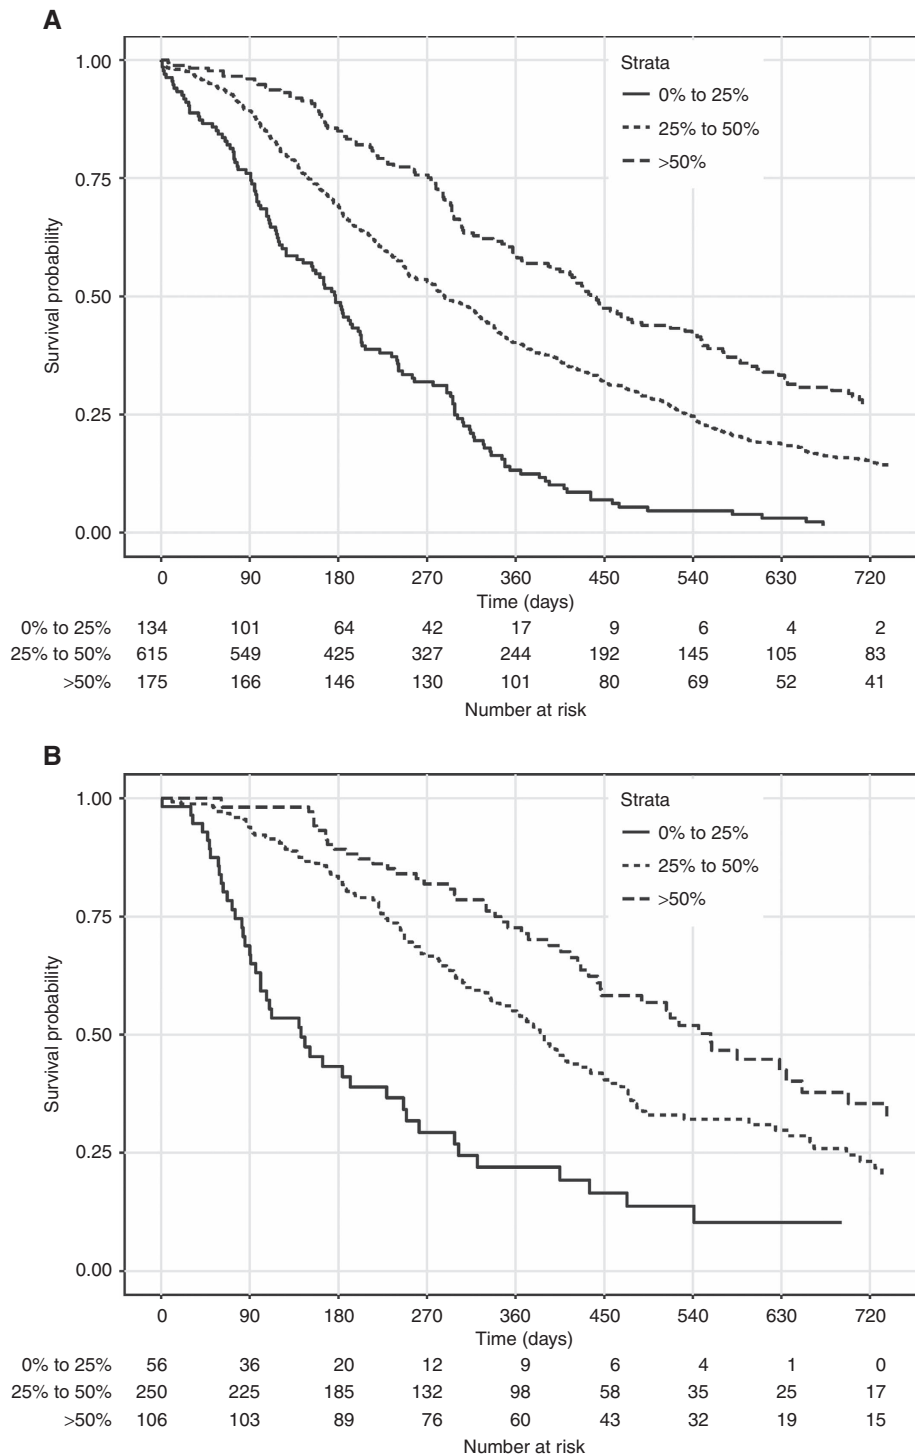 A
1.00
0.75
0.50
0.25
0.00
Survival probability
Strata
0% to 25%
25% to 50%
>50%
0 90 180 270 360 450 540 630 720
Time (days)
0% to 25% 134 101 64 42 17 9 6 4 2
25% to 50% 615 549 425 327 244 192 145 105 83
>50% 175 166 146 130 101 80 69 52 41
Number at risk
B
1.00
0.75
0.50
0.25
0.00
Survival probability
Strata
0% to 25%
25% to 50%
>50%
0 90 180 270 360 450 540 630 720
Time (days)
0% to 25% 56 36 20 12 9 6 4 1 0
25% to 50% 250 225 185 132 98 58 35 25 17
>50% 106 103 89 76 60 43 32 19 15
Number at risk